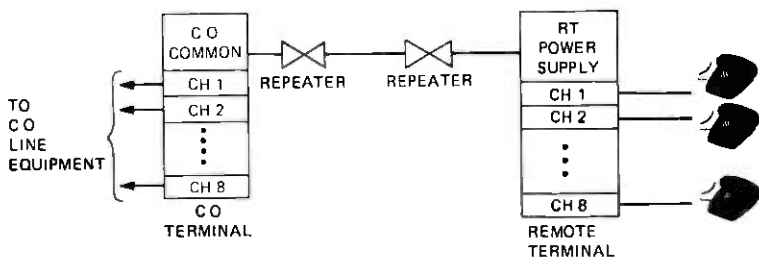 C O
COMMON
CH 1
CH 2
CH 8
C O
TERMINAL
TO
C O
LINE
EQUIPMENT
REPEATER
REPEATER
RT
POWER
SUPPLY
CH 1
CH 2
CH 8
REMOTE
TERMINAL